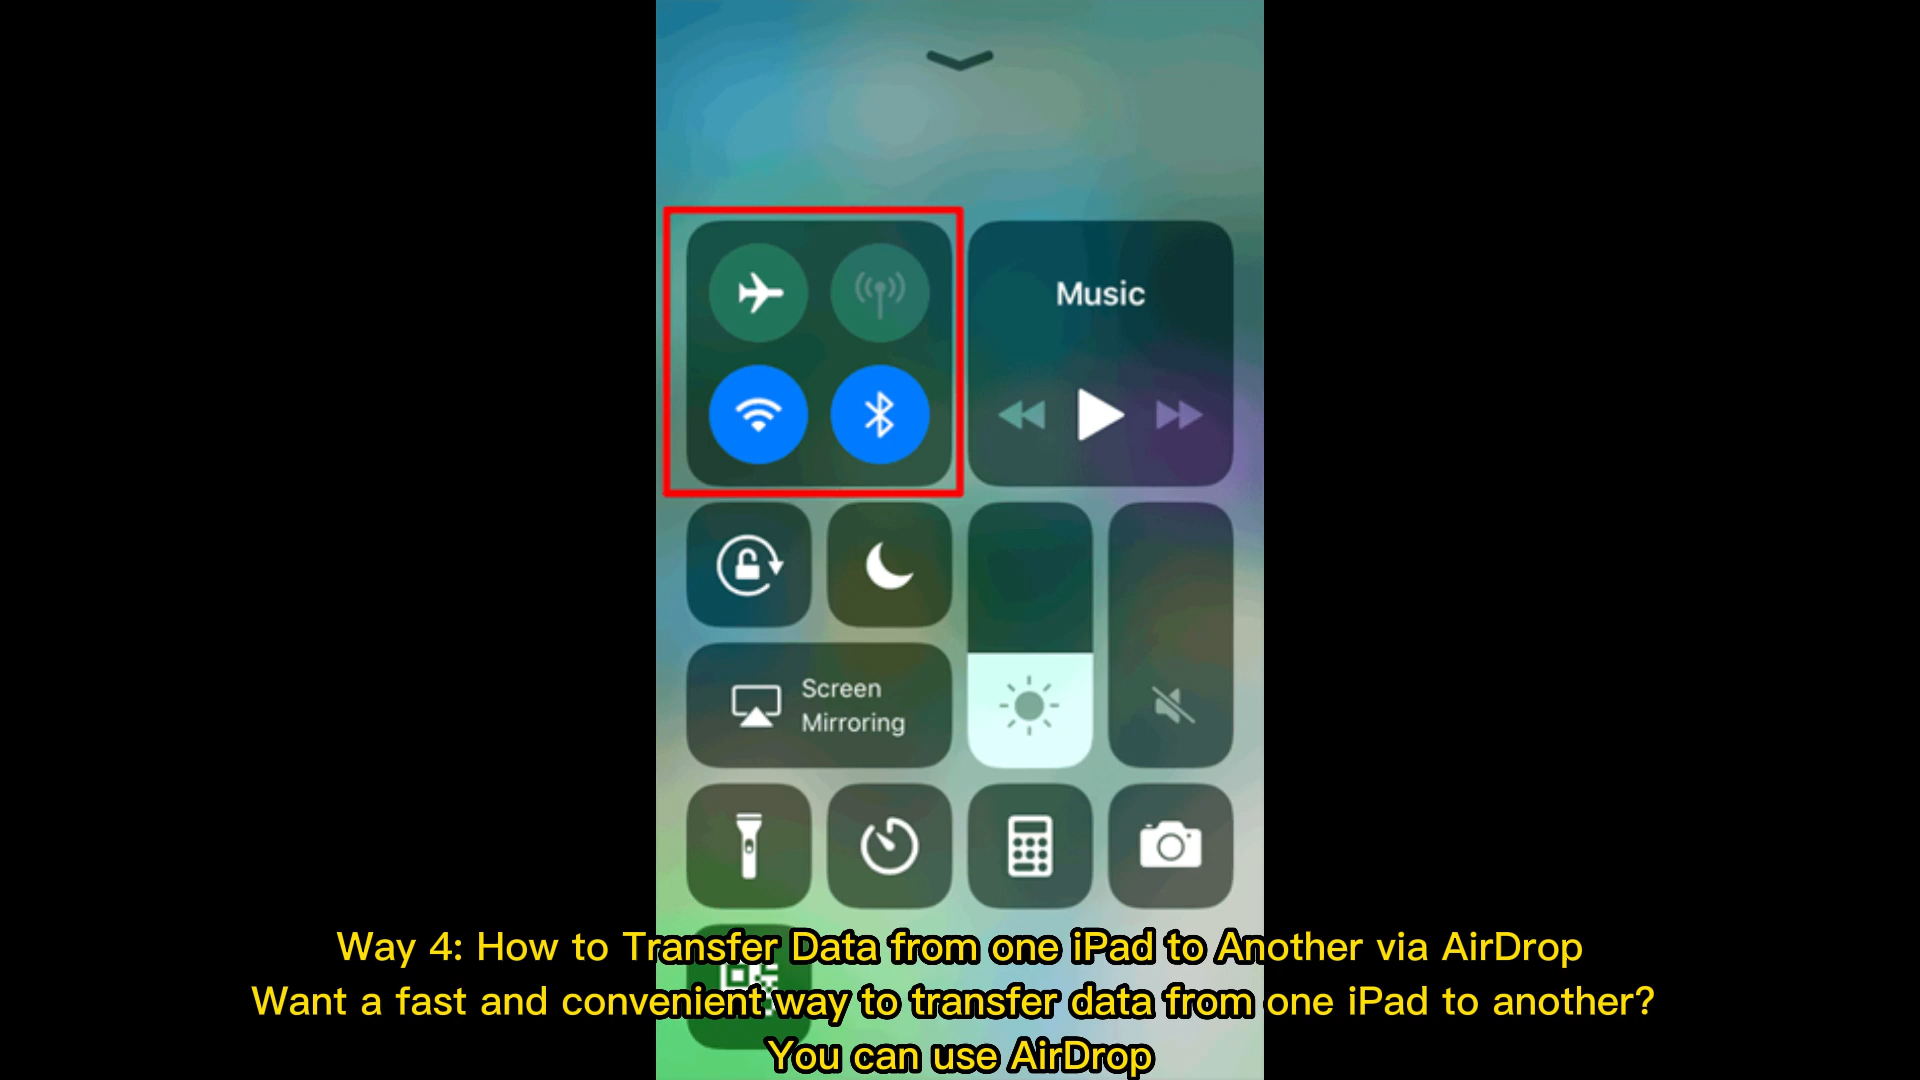 Music
Screen
Mirroring
Way 4: How to Transfer Data from one iPad to Another via AirDrop
Want a fast and convenient way to transfer data from one iPad to another?
You can use AirDrop